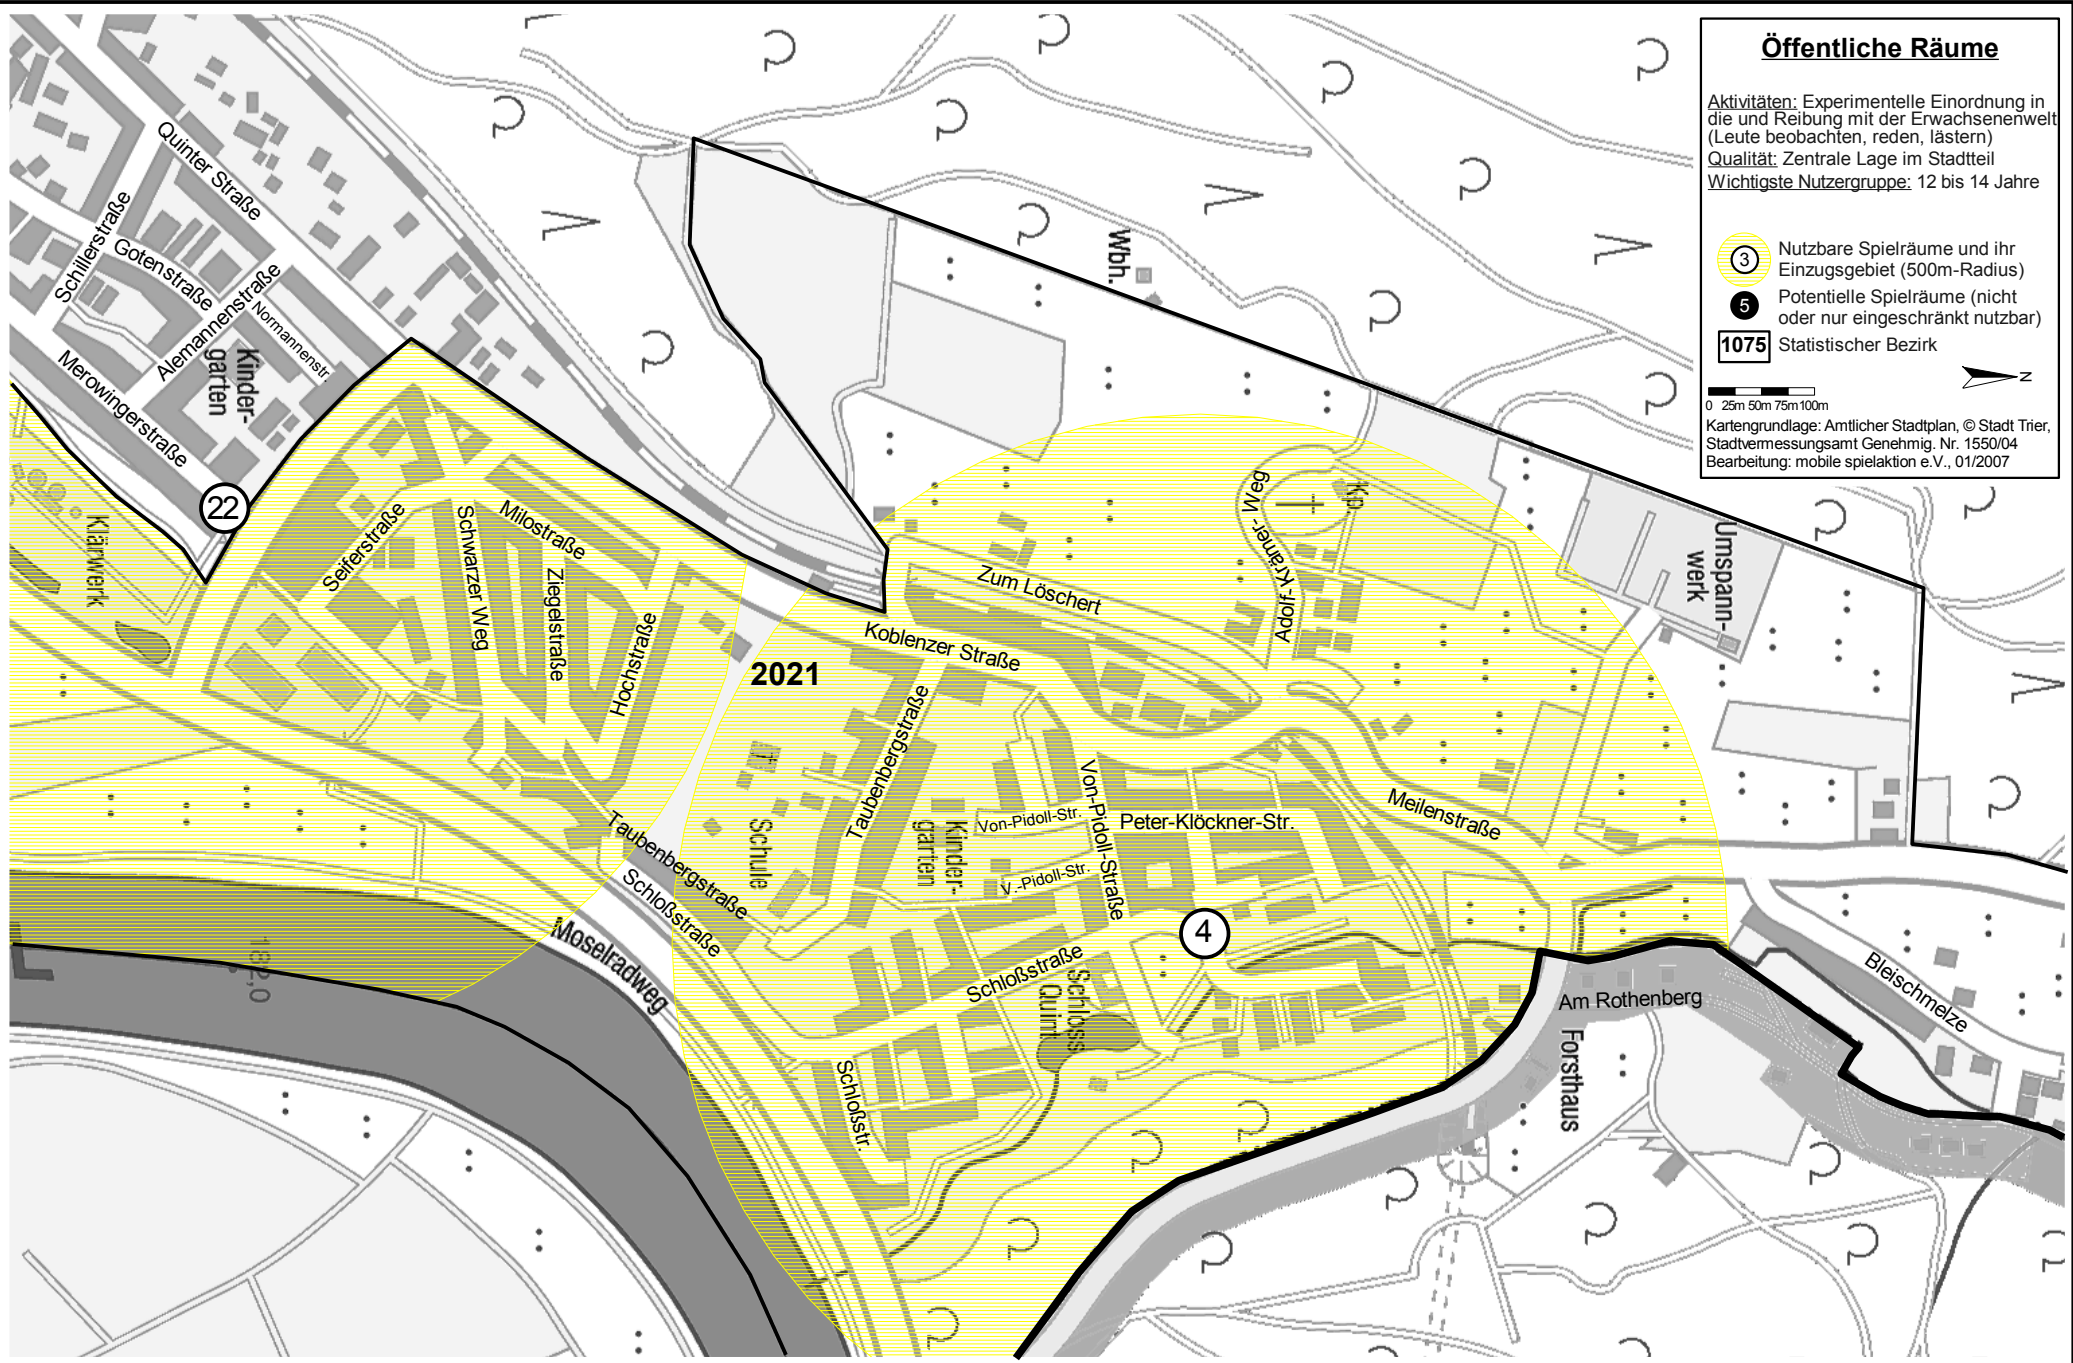 Öffentliche Räume
Aktivitäten: Experimentelle Einordnung in
die und Reibung mit der Erwachsenenwelt
(Leute beobachten, reden, lästern)
Qualität: Zentrale Lage im Stadtteil
Wichtigste Nutzergruppe: 12 bis 14 Jahre
3
Nutzbare Spielräume und ihr
Einzugsgebiet (500m-Radius)
5
Potentielle Spielräume (nicht
oder nur eingeschränkt nutzbar)
1075
Statistischer Bezirk
N
0 25m 50m 75m 100m
Kartengrundlage: Amtlicher Stadtplan, © Stadt Trier,
Stadtvermessungsamt Genehmig. Nr. 1550/04
Bearbeitung: mobile spielaktion e.V., 01/2007
Quinter Straße
Schillerstraße
Gotenstraße
Alemannenstraße
Normannenstr.
Merowingerstraße
Kinder-
garten
22
Klärwerk
Seiferstraße
Milostraße
Schwarzer Weg
Ziegelstraße
Hochstraße
Wbh.
Kp.
Adolf-Krämer-Weg
Zum Löschert
Umspann-
werk
Koblenzer Straße
2021
Taubenbergstraße
Schule
Kinder-
garten
Von-Pidoll-Str.
V.-Pidoll-Str.
Von-Pidoll-Straße
Peter-Klöckner-Str.
Meilenstraße
Taubenbergstraße
Schloßstraße
Moselradweg
182,0
4
Schloßstraße
Schloss
Quint
Schloßstr.
Am Rothenberg
Forsthaus
Bleischmelze